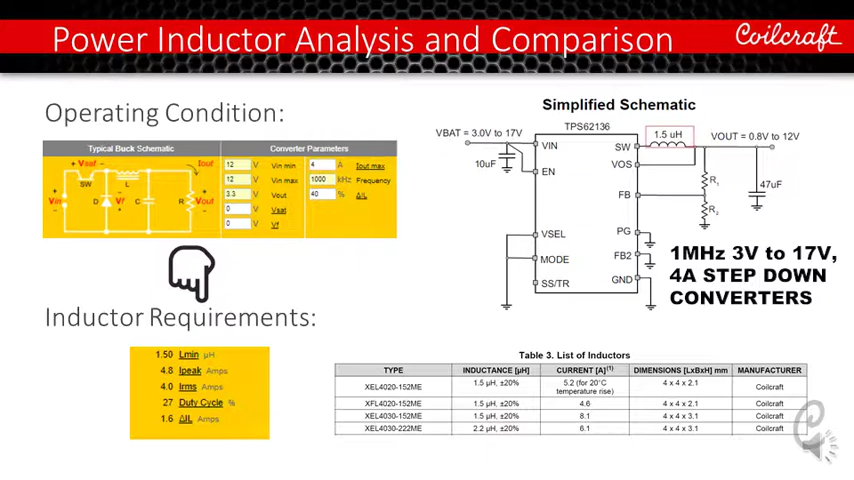 Power Inductor Analysis and Comparison
Coilcraft
Operating Condition:
Typical Buck Schematic
Converter Parameters
+ Vsat -
Iout
SW
L
Vin
D
Vf
C
R
Vout
12 V Vin min 4 A Iout max
12 V Vin max 1000 kHz Frequency
3.3 V Vout 40 % ΔIL
0 V Vsat
0 V Vf
Inductor Requirements:
1.50 Lmin µH
4.8 Ipeak Amps
4.0 Irms Amps
27 Duty Cycle %
1.6 ΔIL Amps
Simplified Schematic
TPS62136
VBAT = 3.0V to 17V
1.5 uH
VOUT = 0.8V to 12V
10uF
VIN
SW
VOS
EN
R1
FB
47uF
R2
VSEL
PG
MODE
FB2
SS/TR
GND
1MHz 3V to 17V,
4A STEP DOWN
CONVERTERS
Table 3. List of Inductors
TYPE INDUCTANCE [µH] CURRENT [A](1) DIMENSIONS [LxBxH] mm MANUFACTURER
XEL4020-152ME 1.5 µH, ±20% 5.2 (for 20°C temperature rise) 4 x 4 x 2.1 Coilcraft
XFL4020-152ME 1.5 µH, ±20% 4.6 4 x 4 x 2.1 Coilcraft
XEL4030-152ME 1.5 µH, ±20% 8.1 4 x 4 x 3.1 Coilcraft
XEL4030-222ME 2.2 µH, ±20% 6.1 4 x 4 x 3.1 Coilcraft